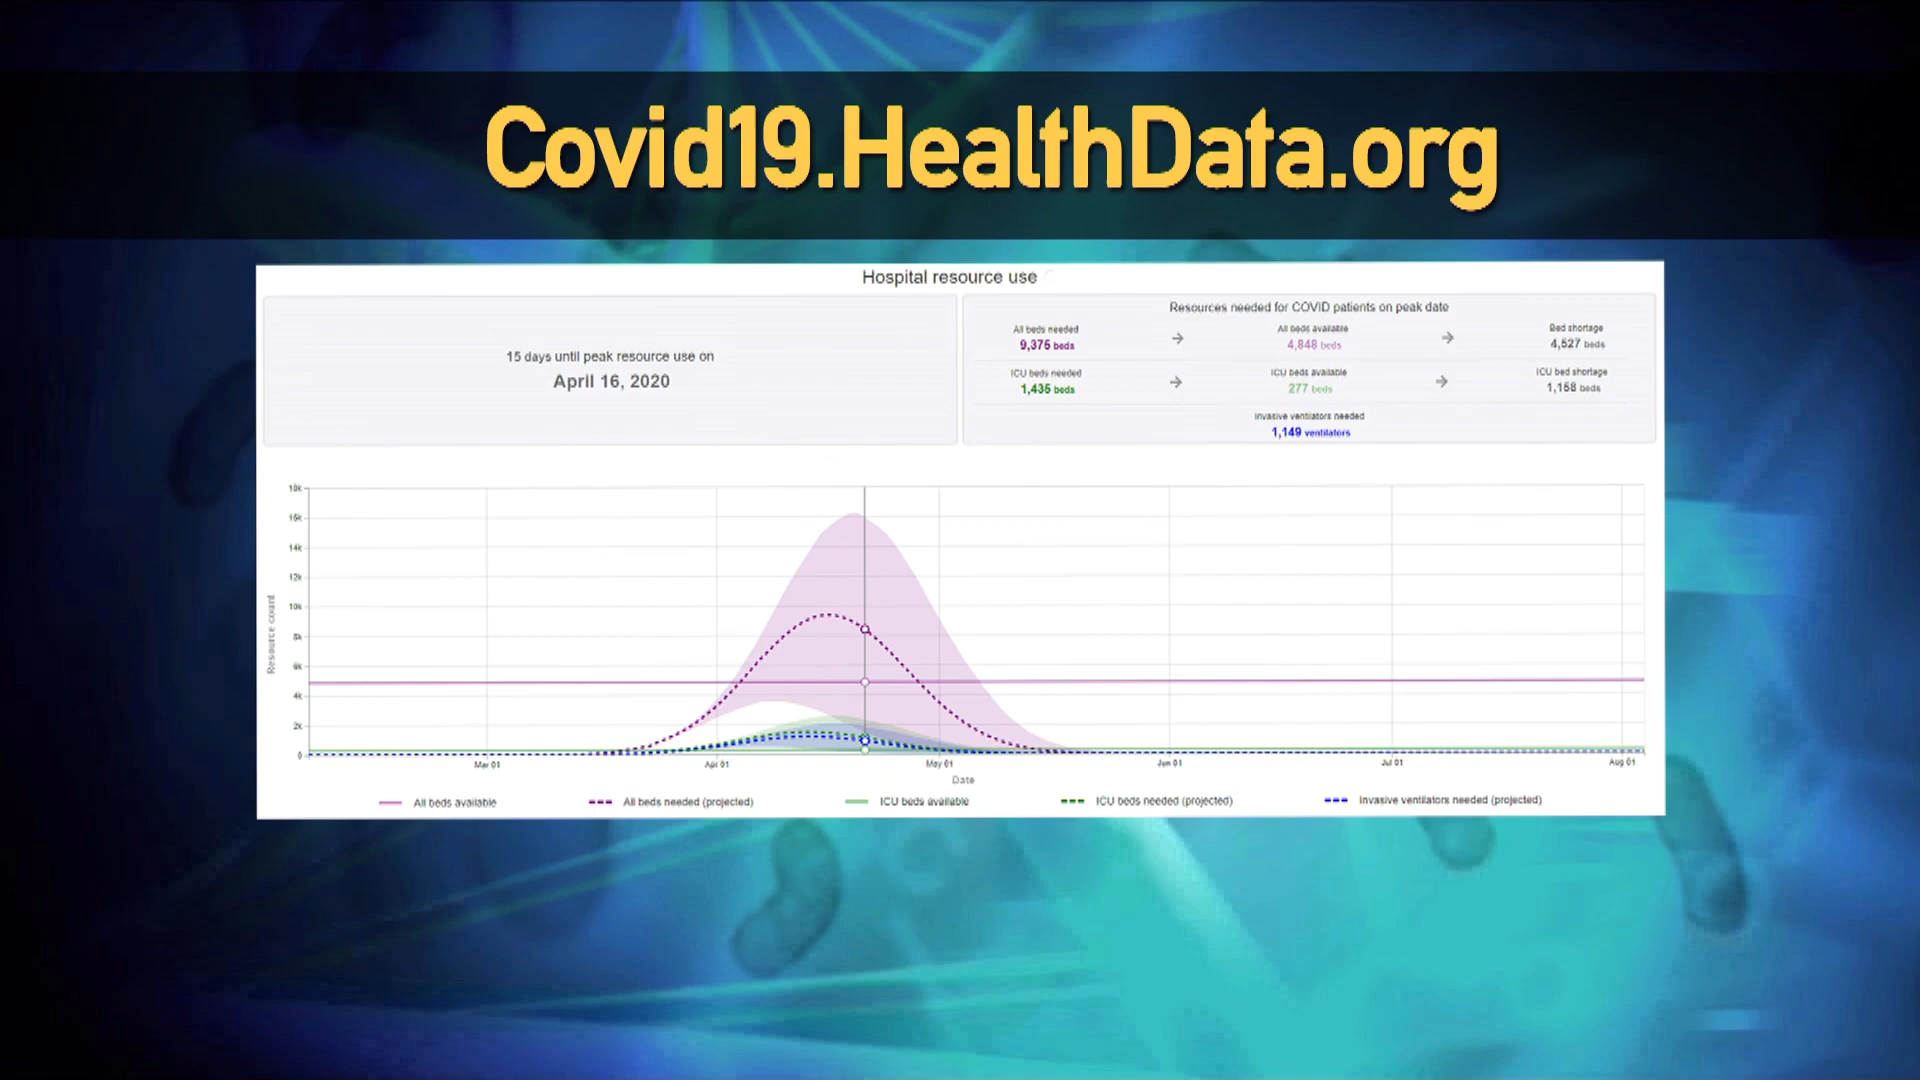 Covid19.HealthData.org
Hospital resource use
15 days until peak resource use on
April 16, 2020
Resources needed for COVID patients on peak date
All beds needed
9,375 beds
All beds available
4,848 beds
Bed shortage
4,527 beds
ICU beds needed
1,435 beds
ICU beds available
277 beds
ICU bed shortage
1,158 beds
Invasive ventilators needed
1,149 ventilators
18k
16k
14k
12k
10k
8k
6k
4k
2k
0
Resource count
Mar 01
Apr 01
May 01
Jun 01
Jul 01
Aug 01
Date
All beds available
All beds needed (projected)
ICU beds available
ICU beds needed (projected)
Invasive ventilators needed (projected)